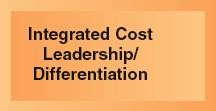 Integrated Cost
Leadership/
Differentiation